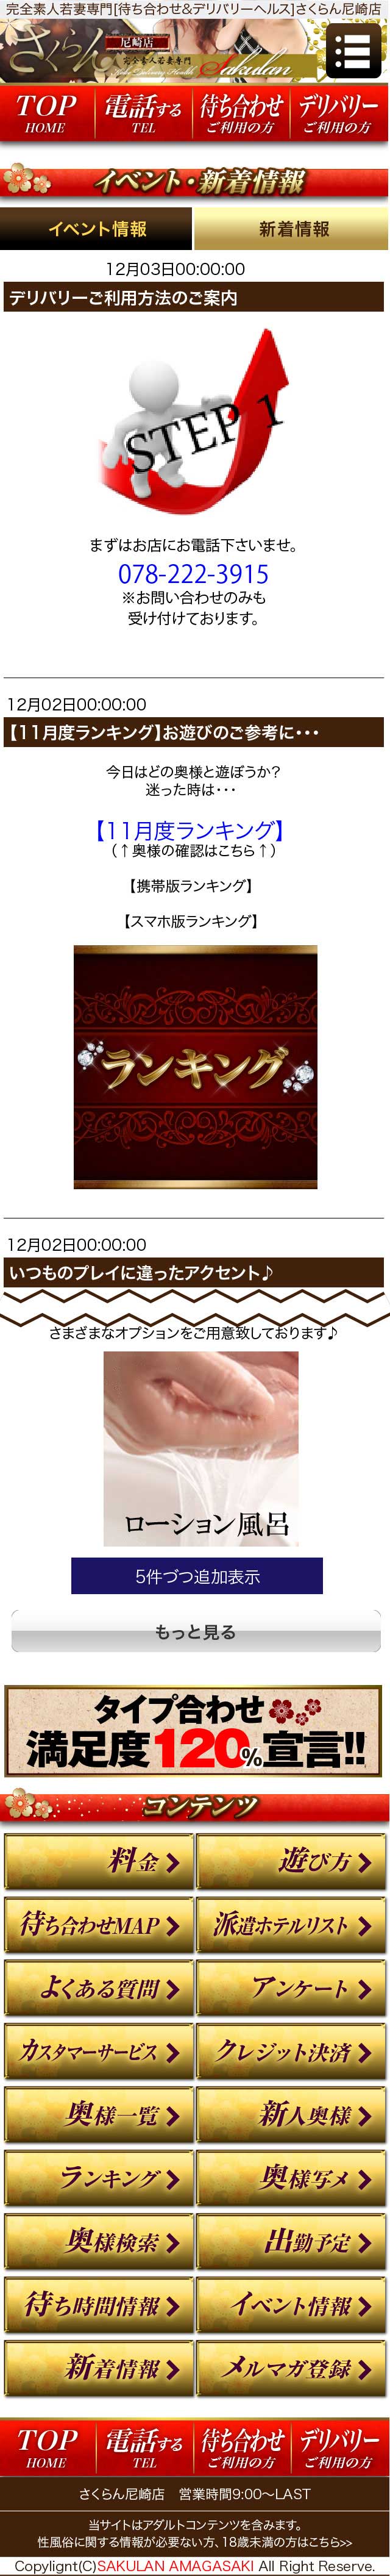 完全素人若妻専門[待ち合わせ&デリバリーヘルス]さくらん尼崎店
さくらん
尼崎店
完全素人若妻専門
Sakulan
TOP
HOME
電話する
TEL
待ち合わせ
ご利用の方
デリバリー
ご利用の方
イベント・新着情報
イベント情報
新着情報
12月03日00:00:00
デリバリーご利用方法のご案内
STEP 1
まずはお店にお電話下さいませ。
078-222-3915
※お問い合わせのみも
受け付けております。
12月02日00:00:00
【11月度ランキング】お遊びのご参考に・・・
今日はどの奥様と遊ぼうか?
迷った時は・・・
【11月度ランキング】
(↑奥様の確認はこちら↑)
【携帯版ランキング】
【スマホ版ランキング】
ランキング
12月02日00:00:00
いつものプレイに違ったアクセント♪
さまざまなオプションをご用意致しております♪
ローション風呂
5件づつ追加表示
もっと見る
タイプ合わせ
満足度120%宣言!!
コンテンツ
料金
遊び方
待ち合わせMAP
派遣ホテルリスト
よくある質問
アンケート
カスタマーサービス
クレジット決済
奥様一覧
新人奥様
ランキング
奥様写メ
奥様検索
出勤予定
待ち時間情報
イベント情報
新着情報
メルマガ登録
TOP
HOME
電話する
TEL
待ち合わせ
ご利用の方
デリバリー
ご利用の方
さくらん尼崎店 営業時間9:00〜LAST
当サイトはアダルトコンテンツを含みます。
性風俗に関する情報が必要ない方、18歳未満の方はこちら>>
Copylignt(C)SAKULAN AMAGASAKI All Right Reserve.